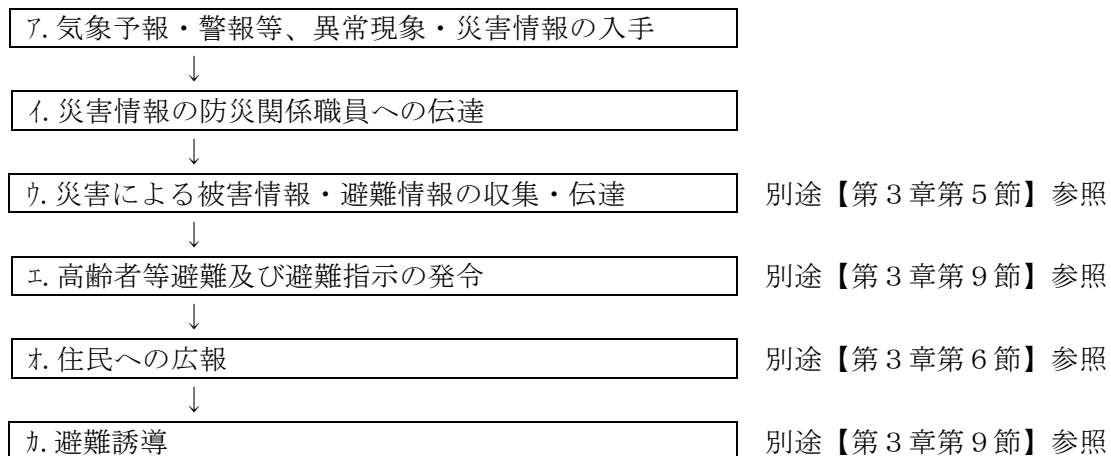 ｱ.気象予報・警報等、異常現象・災害情報の入手
↓
ｲ.災害情報の防災関係職員への伝達
↓
ｳ.災害による被害情報・避難情報の収集・伝達 別途【第３章第５節】参照
↓
ｴ.高齢者等避難及び避難指示の発令 別途【第３章第９節】参照
↓
ｵ.住民への広報 別途【第３章第６節】参照
↓
ｶ.避難誘導 別途【第３章第９節】参照